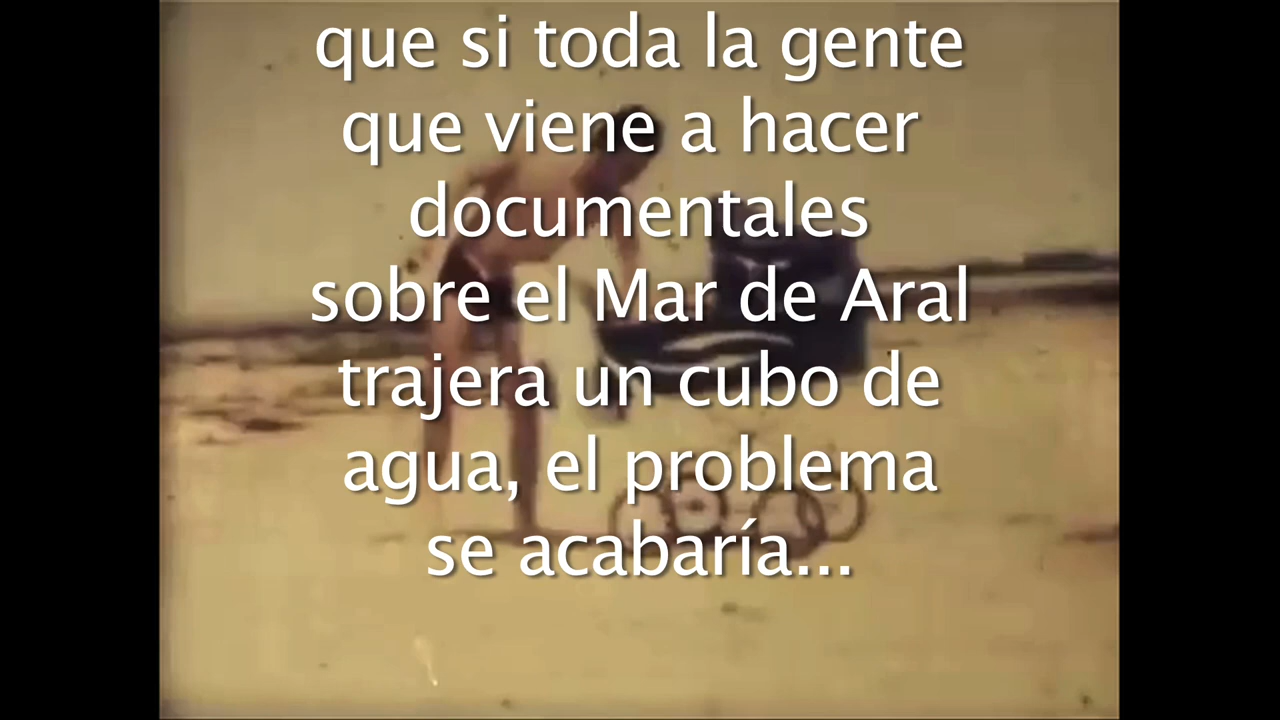 que si toda la gente
que viene a hacer
documentales
sobre el Mar de Aral
trajera un cubo de
agua, el problema
se acabaría...